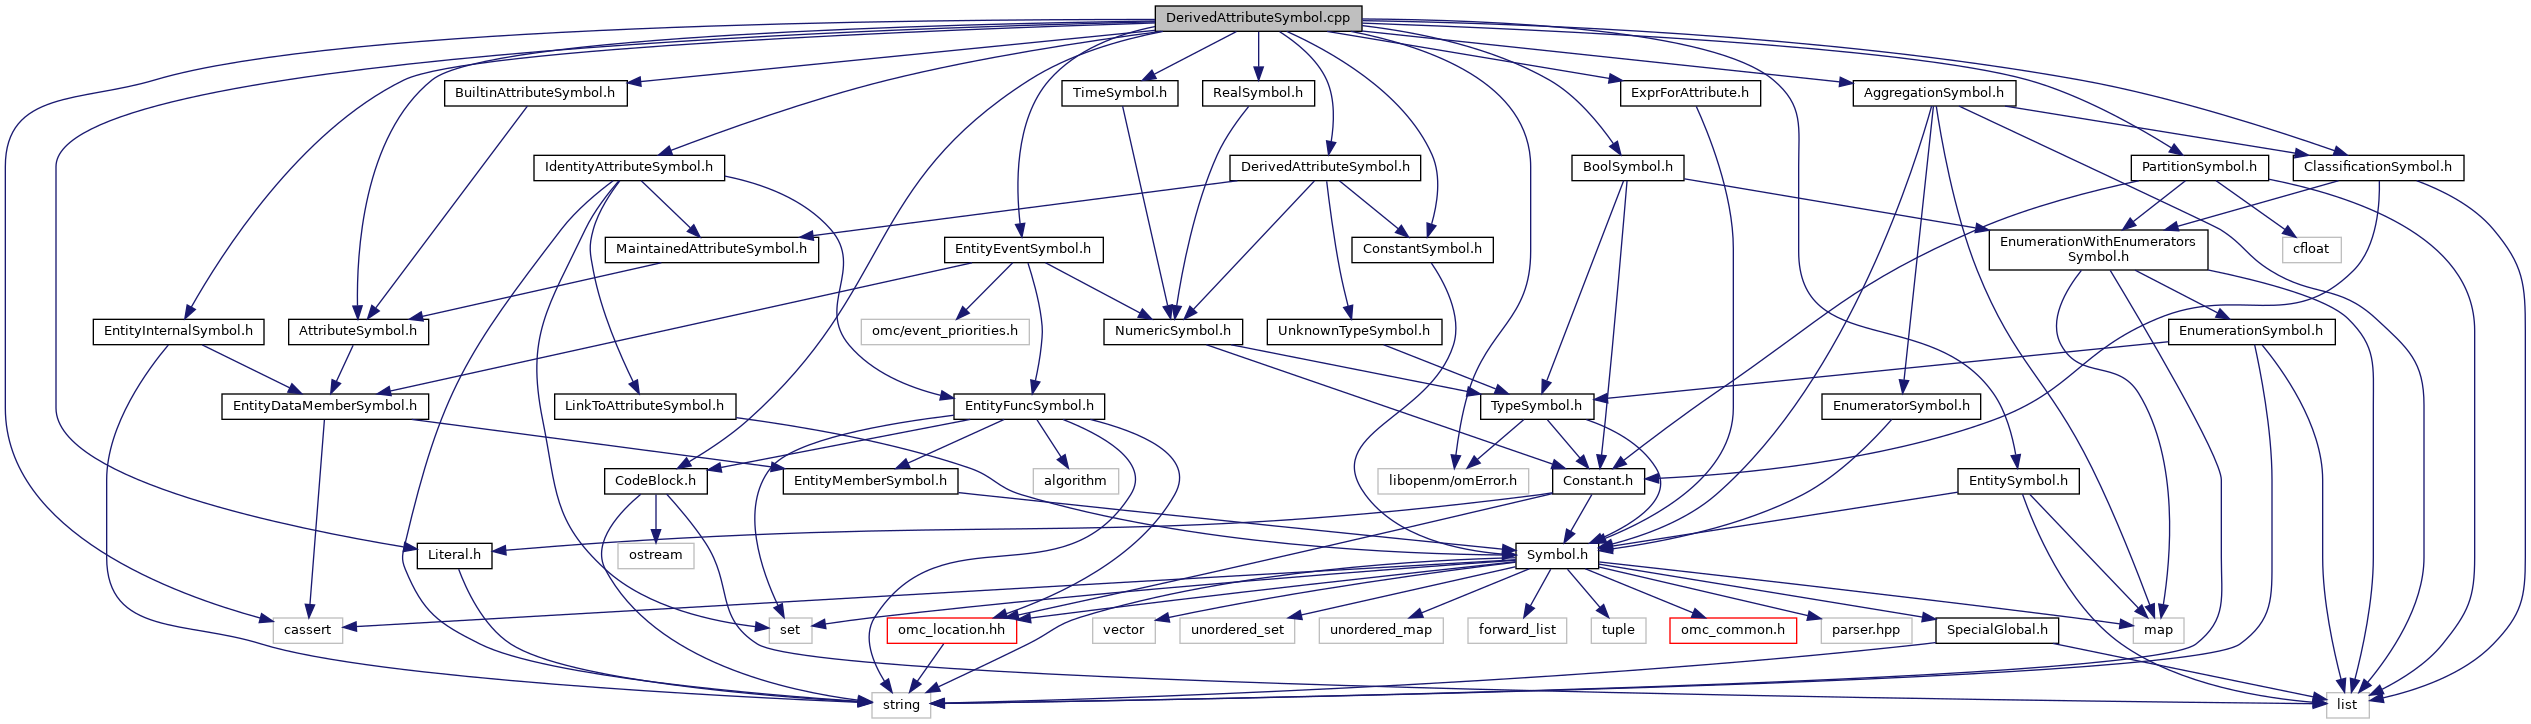 DerivedAttributeSymbol.cpp
BuiltinAttributeSymbol.h
TimeSymbol.h
RealSymbol.h
ExprForAttribute.h
AggregationSymbol.h
IdentityAttributeSymbol.h
DerivedAttributeSymbol.h
BoolSymbol.h
PartitionSymbol.h
ClassificationSymbol.h
MaintainedAttributeSymbol.h
EntityEventSymbol.h
ConstantSymbol.h
EnumerationWithEnumerators
Symbol.h
cfloat
EntityInternalSymbol.h
AttributeSymbol.h
omc/event_priorities.h
NumericSymbol.h
UnknownTypeSymbol.h
EnumerationSymbol.h
EntityDataMemberSymbol.h
LinkToAttributeSymbol.h
EntityFuncSymbol.h
TypeSymbol.h
EnumeratorSymbol.h
CodeBlock.h
EntityMemberSymbol.h
algorithm
libopenm/omError.h
Constant.h
EntitySymbol.h
Literal.h
ostream
Symbol.h
cassert
set
omc_location.hh
vector
unordered_set
unordered_map
forward_list
tuple
omc_common.h
parser.hpp
SpecialGlobal.h
map
string
list